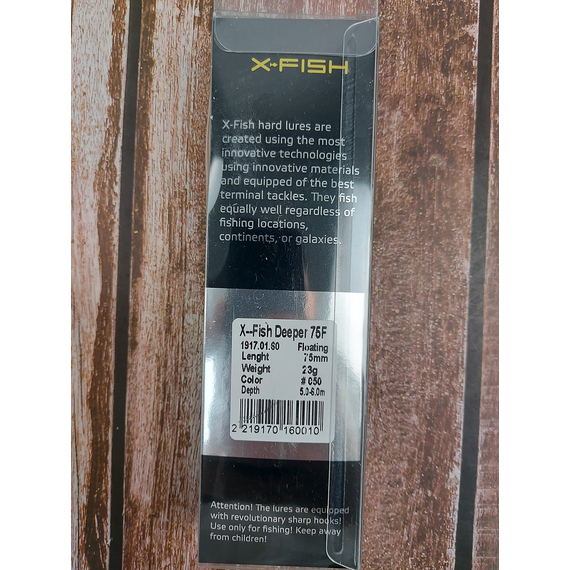 X-FISH
X-Fish hard lures are
created using the most
innovative technologies
using innovative materials
and equipped of the best
terminal tackles. They fish
equally well regardless of
fishing locations,
continents, or galaxies.
X--Fish Deeper 75F
1917.01.60 Floating
Lenght 75mm
Weight 23g
Color # 050
Depth 5.0-6.0m
2 219170 160010
Attention! The lures are equipped
with revolutionary sharp hooks!
Use only for fishing! Keep away
from children!